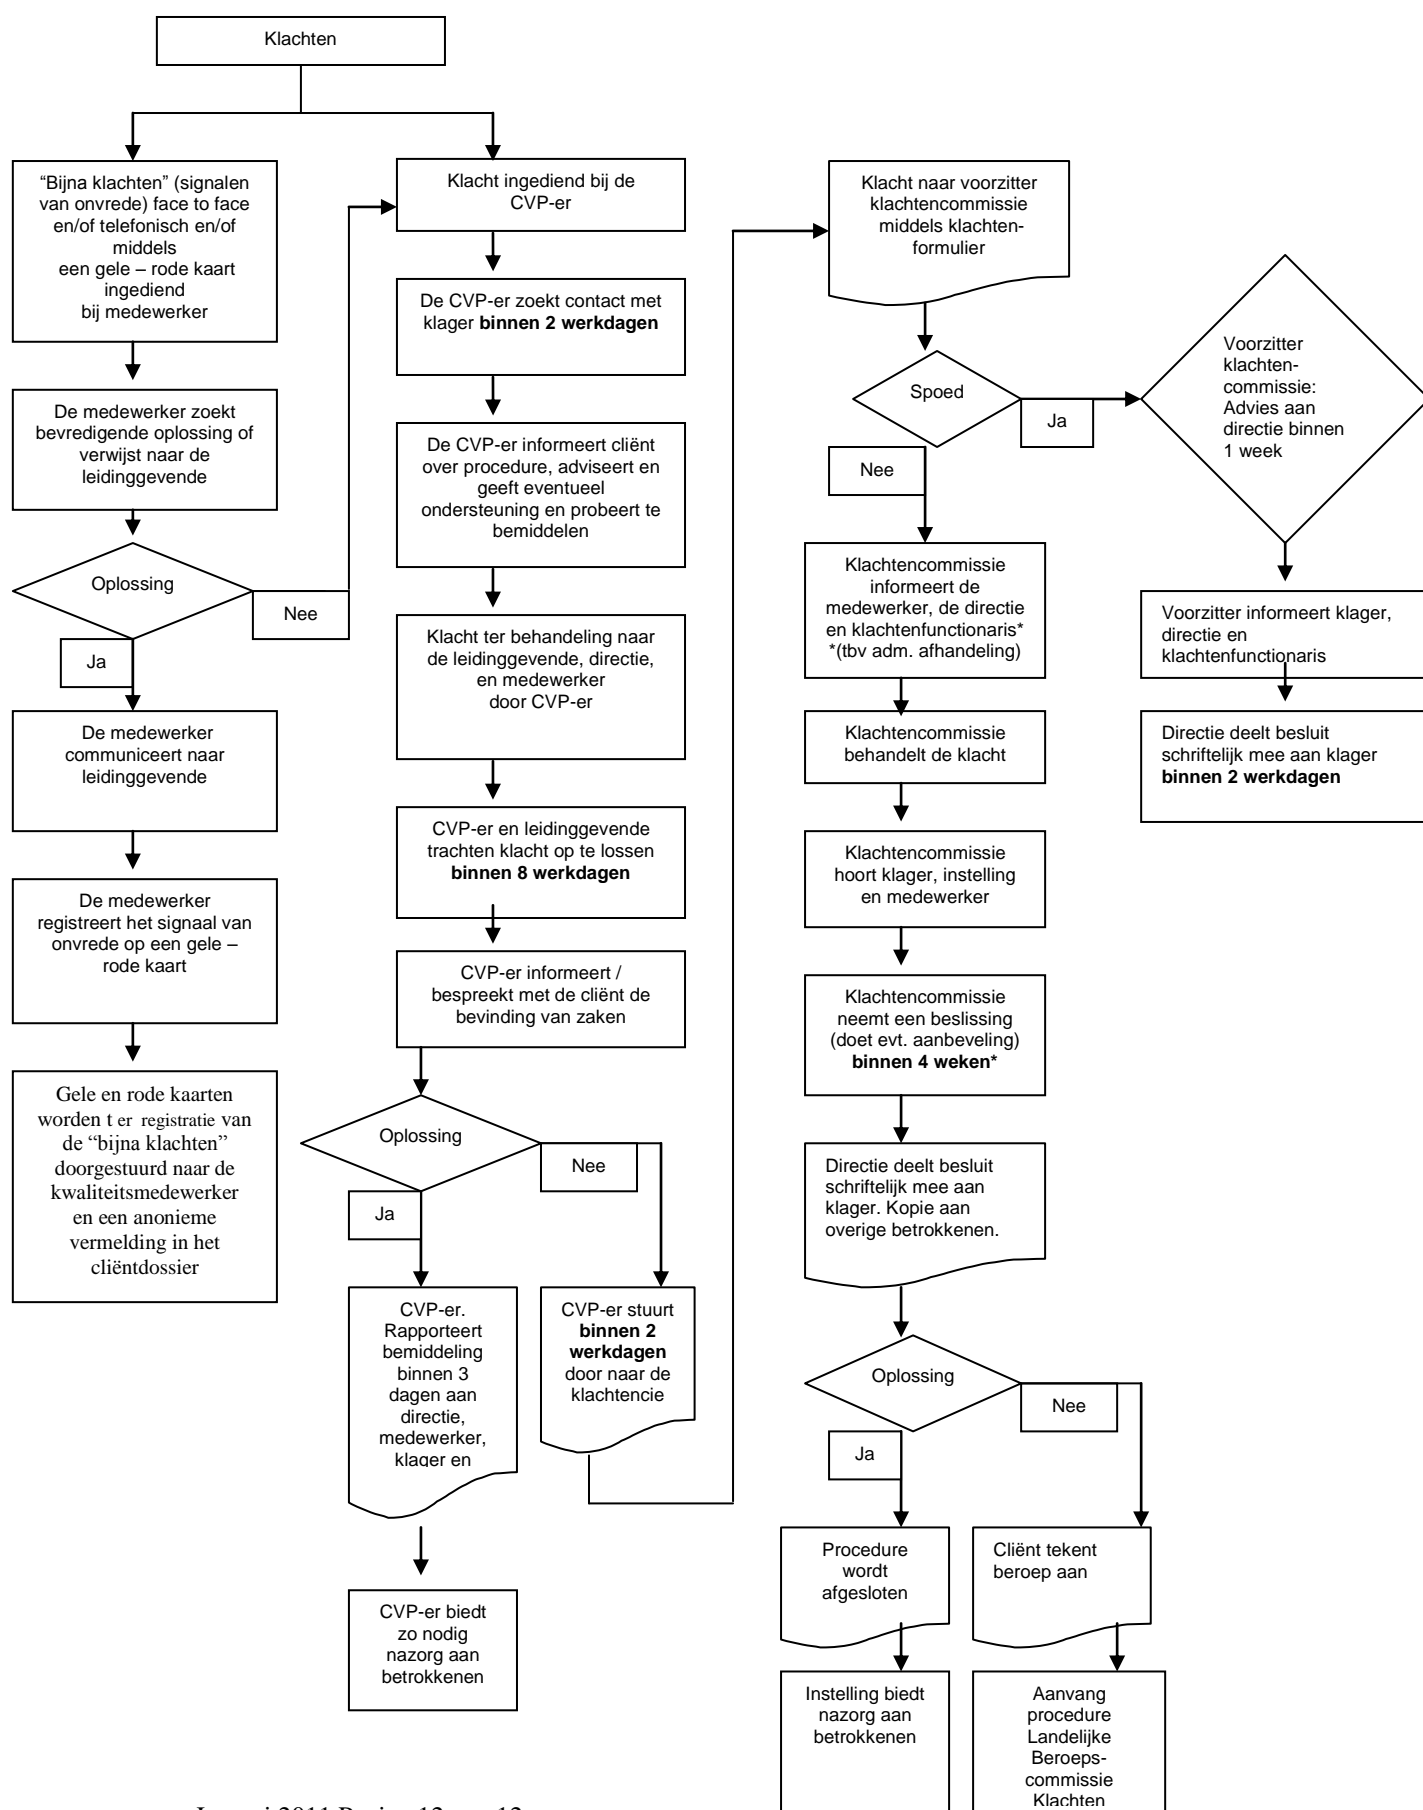 Klachten
“Bijna klachten” (signalen
van onvrede) face to face
en/of telefonisch en/of
middels
een gele – rode kaart
ingediend
bij medewerker
De medewerker zoekt
bevredigende oplossing of
verwijst naar de
leidinggevende
Oplossing
Nee
Ja
De medewerker
communiceert naar
leidinggevende
De medewerker
registreert het signaal van
onvrede op een gele –
rode kaart
Gele en rode kaarten
worden t er registratie van
de “bijna klachten”
doorgestuurd naar de
kwaliteitsmedewerker
en een anonieme
vermelding in het
cliëntdossier
Klacht ingediend bij de
CVP-er
De CVP-er zoekt contact met
klager binnen 2 werkdagen
De CVP-er informeert cliënt
over procedure, adviseert en
geeft eventueel
ondersteuning en probeert te
bemiddelen
Klacht ter behandeling naar
de leidinggevende, directie,
en medewerker
door CVP-er
CVP-er en leidinggevende
trachten klacht op te lossen
binnen 8 werkdagen
CVP-er informeert /
bespreekt met de cliënt de
bevinding van zaken
Oplossing
Nee
Ja
CVP-er.
Rapporteert
bemiddeling
binnen 3
dagen aan
directie,
medewerker,
klager en
CVP-er biedt
zo nodig
nazorg aan
betrokkenen
CVP-er stuurt
binnen 2
werkdagen
door naar de
klachtencie
Klacht naar voorzitter
klachtencommissie
middels klachten-
formulier
Spoed
Ja
Nee
Voorzitter
klachten-
commissie:
Advies aan
directie binnen
1 week
Voorzitter informeert klager,
directie en
klachtenfunctionaris
Directie deelt besluit
schriftelijk mee aan klager
binnen 2 werkdagen
Klachtencommissie
informeert de
medewerker, de directie
en klachtenfunctionaris*
*(tbv adm. afhandeling)
Klachtencommissie
behandelt de klacht
Klachtencommissie
hoort klager, instelling
en medewerker
Klachtencommissie
neemt een beslissing
(doet evt. aanbeveling)
binnen 4 weken*
Directie deelt besluit
schriftelijk mee aan
klager. Kopie aan
overige betrokkenen.
Oplossing
Nee
Ja
Procedure
wordt
afgesloten
Instelling biedt
nazorg aan
betrokkenen
Cliënt tekent
beroep aan
Aanvang
procedure
Landelijke
Beroeps-
commissie
Klachten